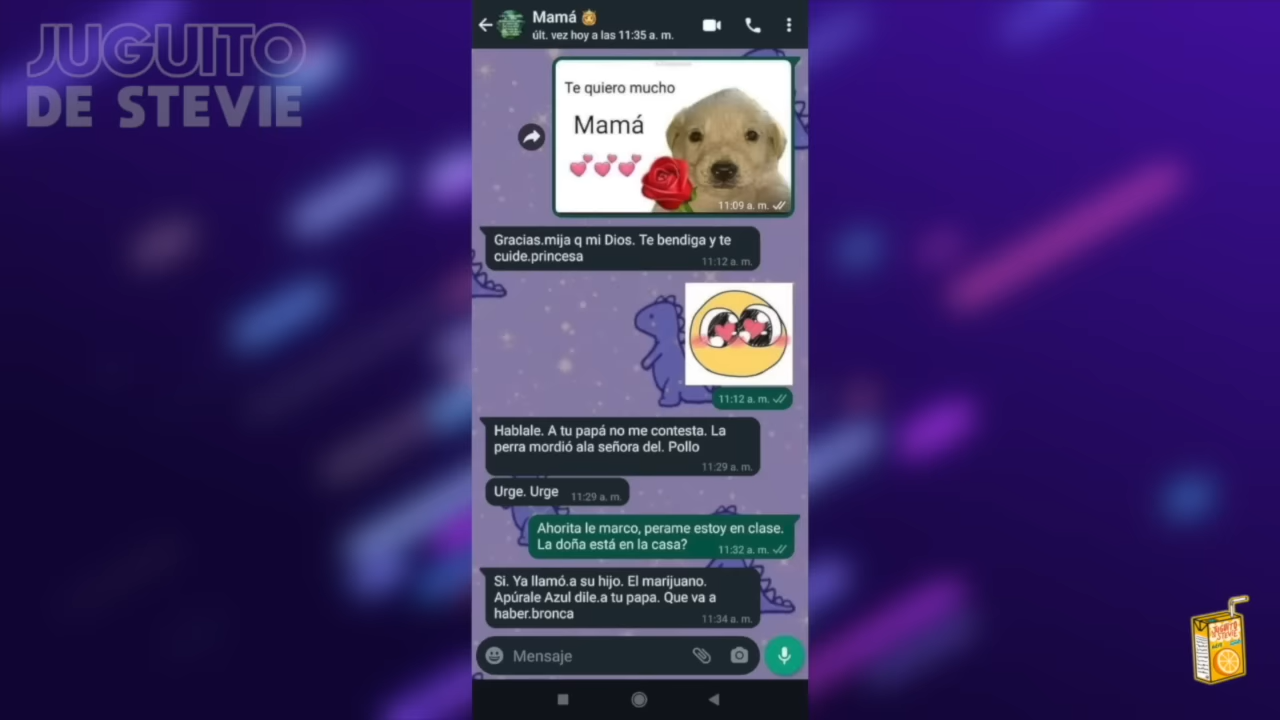 JUGUITO
DE STEVIE
Mamá
últ. vez hoy a las 11:35 a. m.
Te quiero mucho
Mamá
11:09 a. m.
Gracias.mija q mi Dios. Te bendiga y te
cuide.princesa
11:12 a. m.
11:12 a. m.
Hablale. A tu papá no me contesta. La
perra mordió ala señora del. Pollo
11:29 a. m.
Urge. Urge
11:29 a. m.
Ahorita le marco, perame estoy en clase.
La doña está en la casa?
11:32 a. m.
Si. Ya llamó.a su hijo. El marijuano.
Apúrale Azul dile.a tu papa. Que va a
haber.bronca
11:34 a. m.
Mensaje
JUGUITO
DE STEVIE